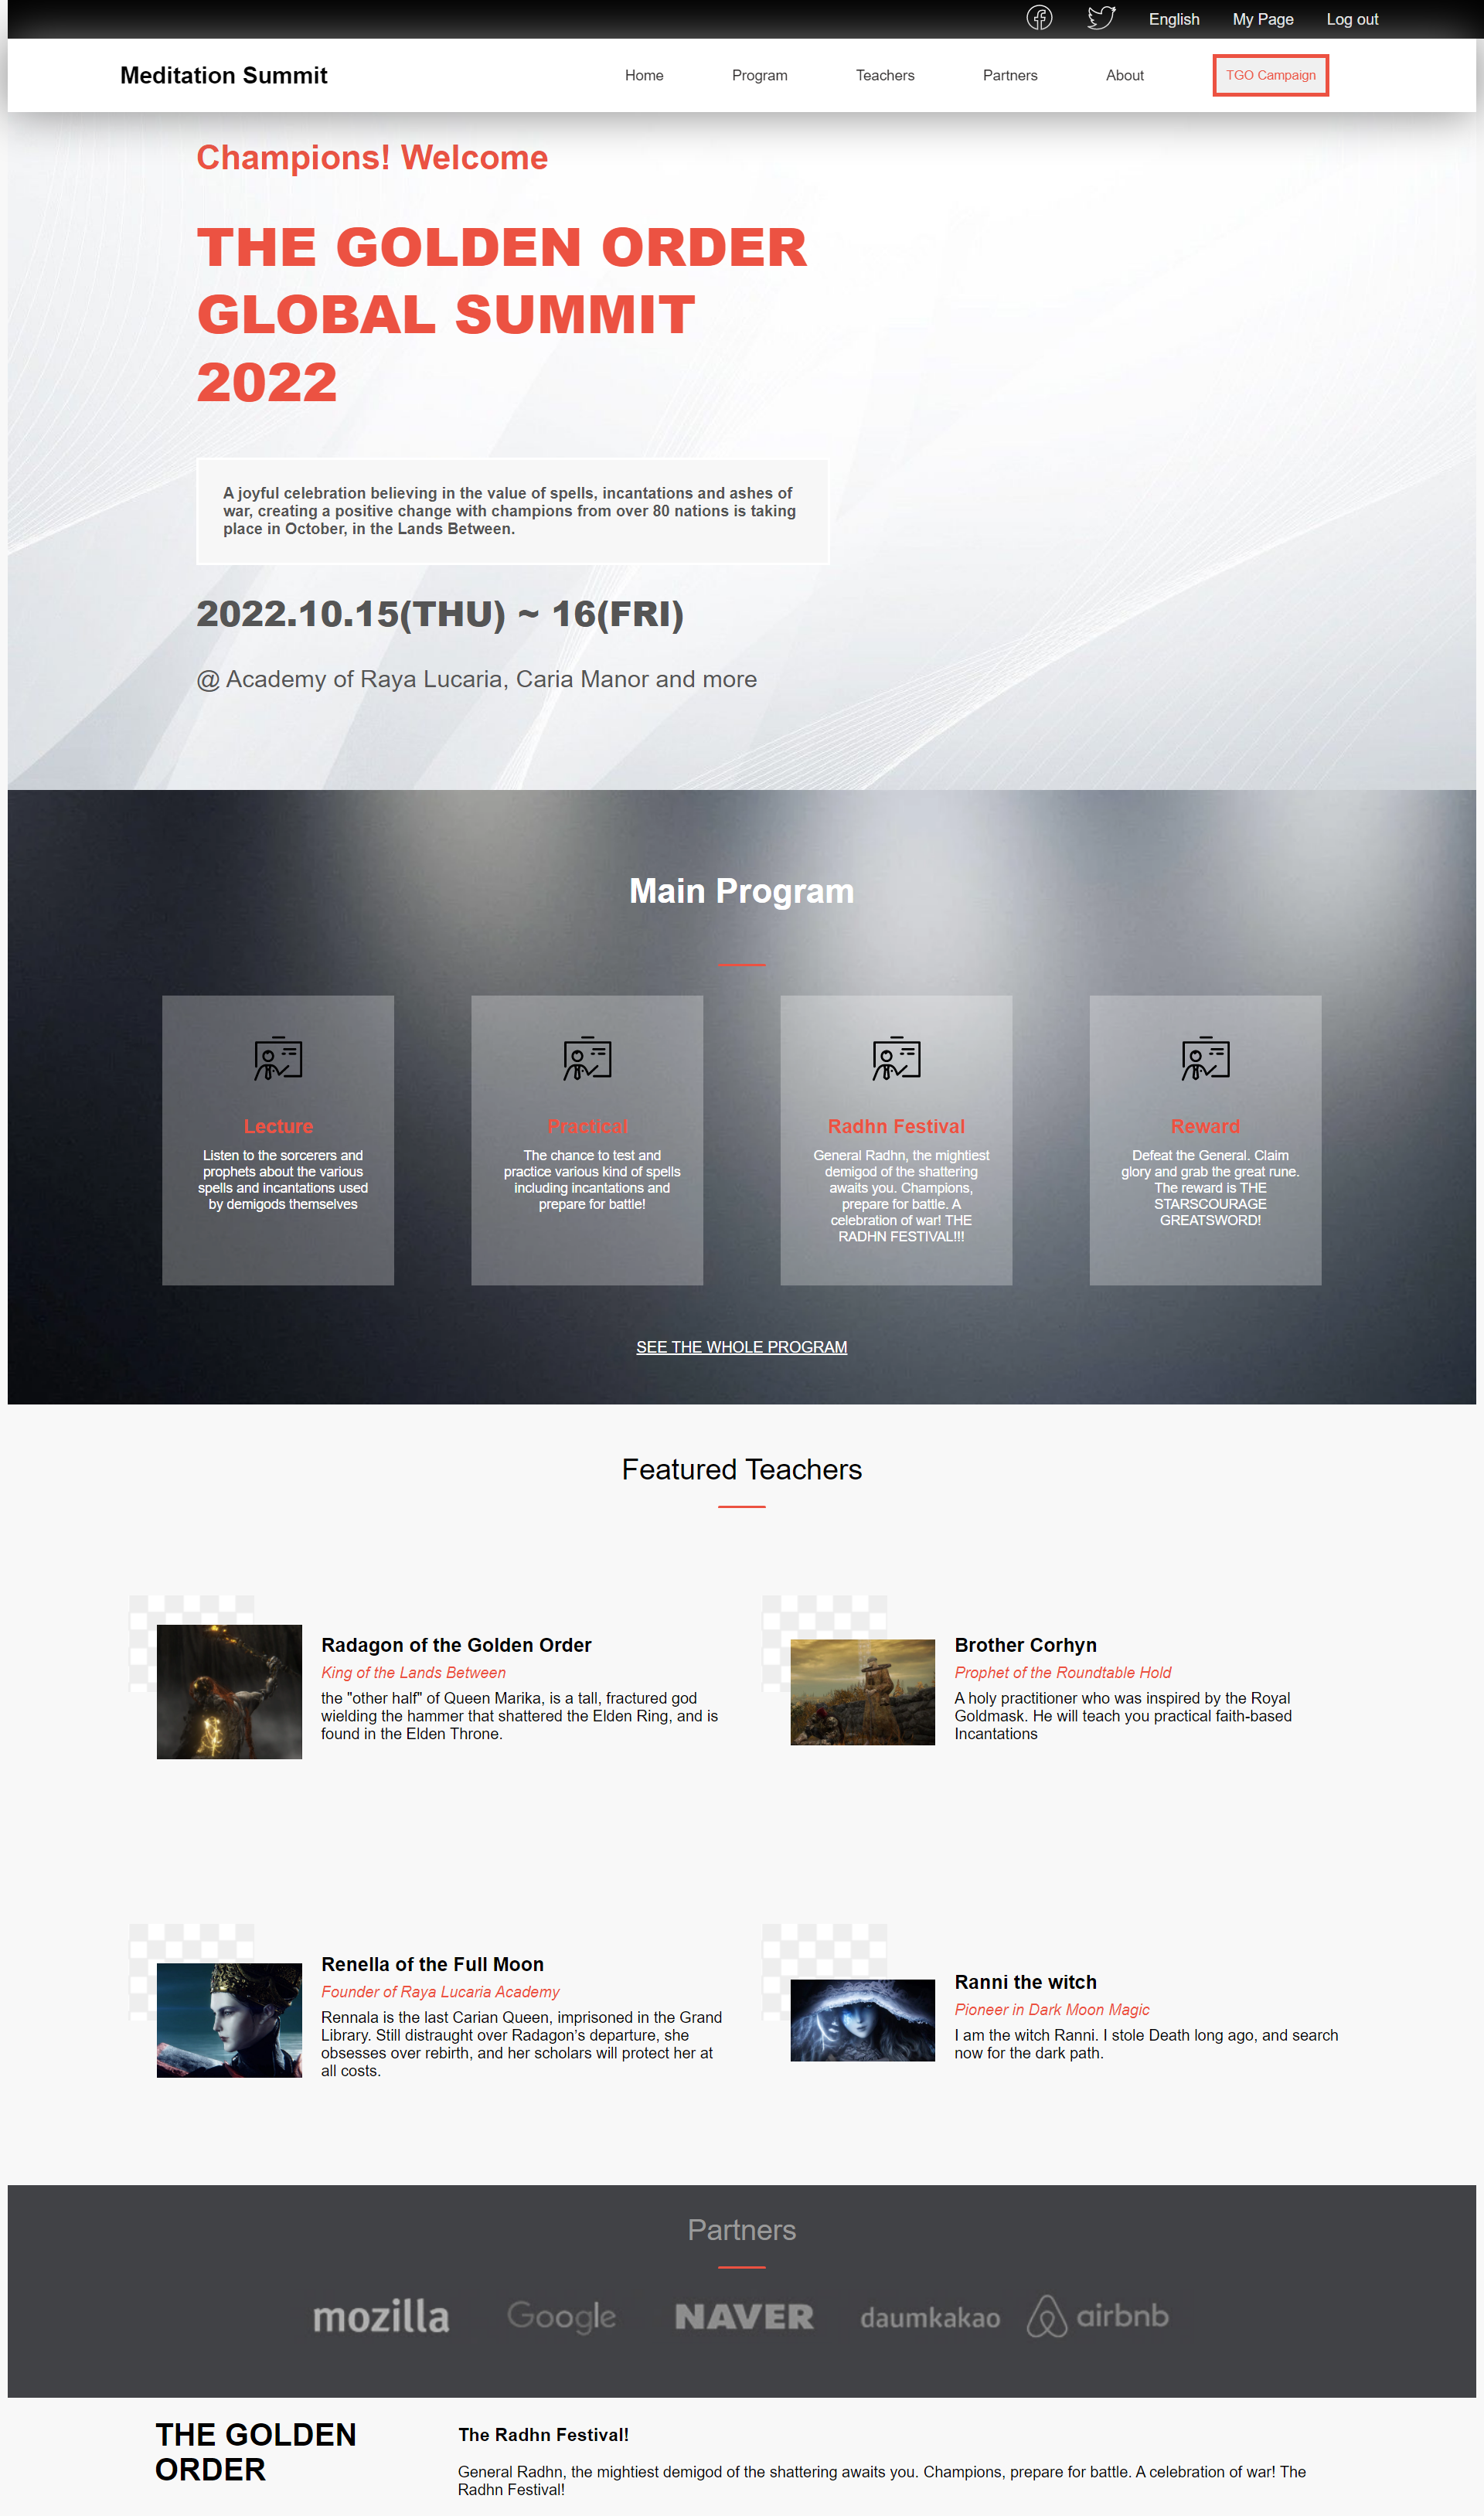 English My Page Log out
Meditation Summit
Home Program Teachers Partners About TGO Campaign
Champions! Welcome
THE GOLDEN ORDER
GLOBAL SUMMIT
2022
A joyful celebration believing in the value of spells, incantations and ashes of
war, creating a positive change with champions from over 80 nations is taking
place in October, in the Lands Between.
2022.10.15(THU) ~ 16(FRI)
@ Academy of Raya Lucaria, Caria Manor and more
Main Program
Lecture
Listen to the sorcerers and
prophets about the various
spells and incantations used
by demigods themselves
Practical
The chance to test and
practice various kind of spells
including incantations and
prepare for battle!
Radhn Festival
General Radhn, the mightiest
demigod of the shattering
awaits you. Champions,
prepare for battle. A
celebration of war! THE
RADHN FESTIVAL!!!
Reward
Defeat the General. Claim
glory and grab the great rune.
The reward is THE
STARSCOURAGE
GREATSWORD!
SEE THE WHOLE PROGRAM
Featured Teachers
Radagon of the Golden Order
King of the Lands Between
the "other half" of Queen Marika, is a tall, fractured god
wielding the hammer that shattered the Elden Ring, and is
found in the Elden Throne.
Brother Corhyn
Prophet of the Roundtable Hold
A holy practitioner who was inspired by the Royal
Goldmask. He will teach you practical faith-based
Incantations
Renella of the Full Moon
Founder of Raya Lucaria Academy
Rennala is the last Carian Queen, imprisoned in the Grand
Library. Still distraught over Radagon’s departure, she
obsesses over rebirth, and her scholars will protect her at
all costs.
Ranni the witch
Pioneer in Dark Moon Magic
I am the witch Ranni. I stole Death long ago, and search
now for the dark path.
Partners
mozilla Google NAVER daumkakao airbnb
THE GOLDEN
ORDER
The Radhn Festival!
General Radhn, the mightiest demigod of the shattering awaits you. Champions, prepare for battle. A celebration of war! The
Radhn Festival!